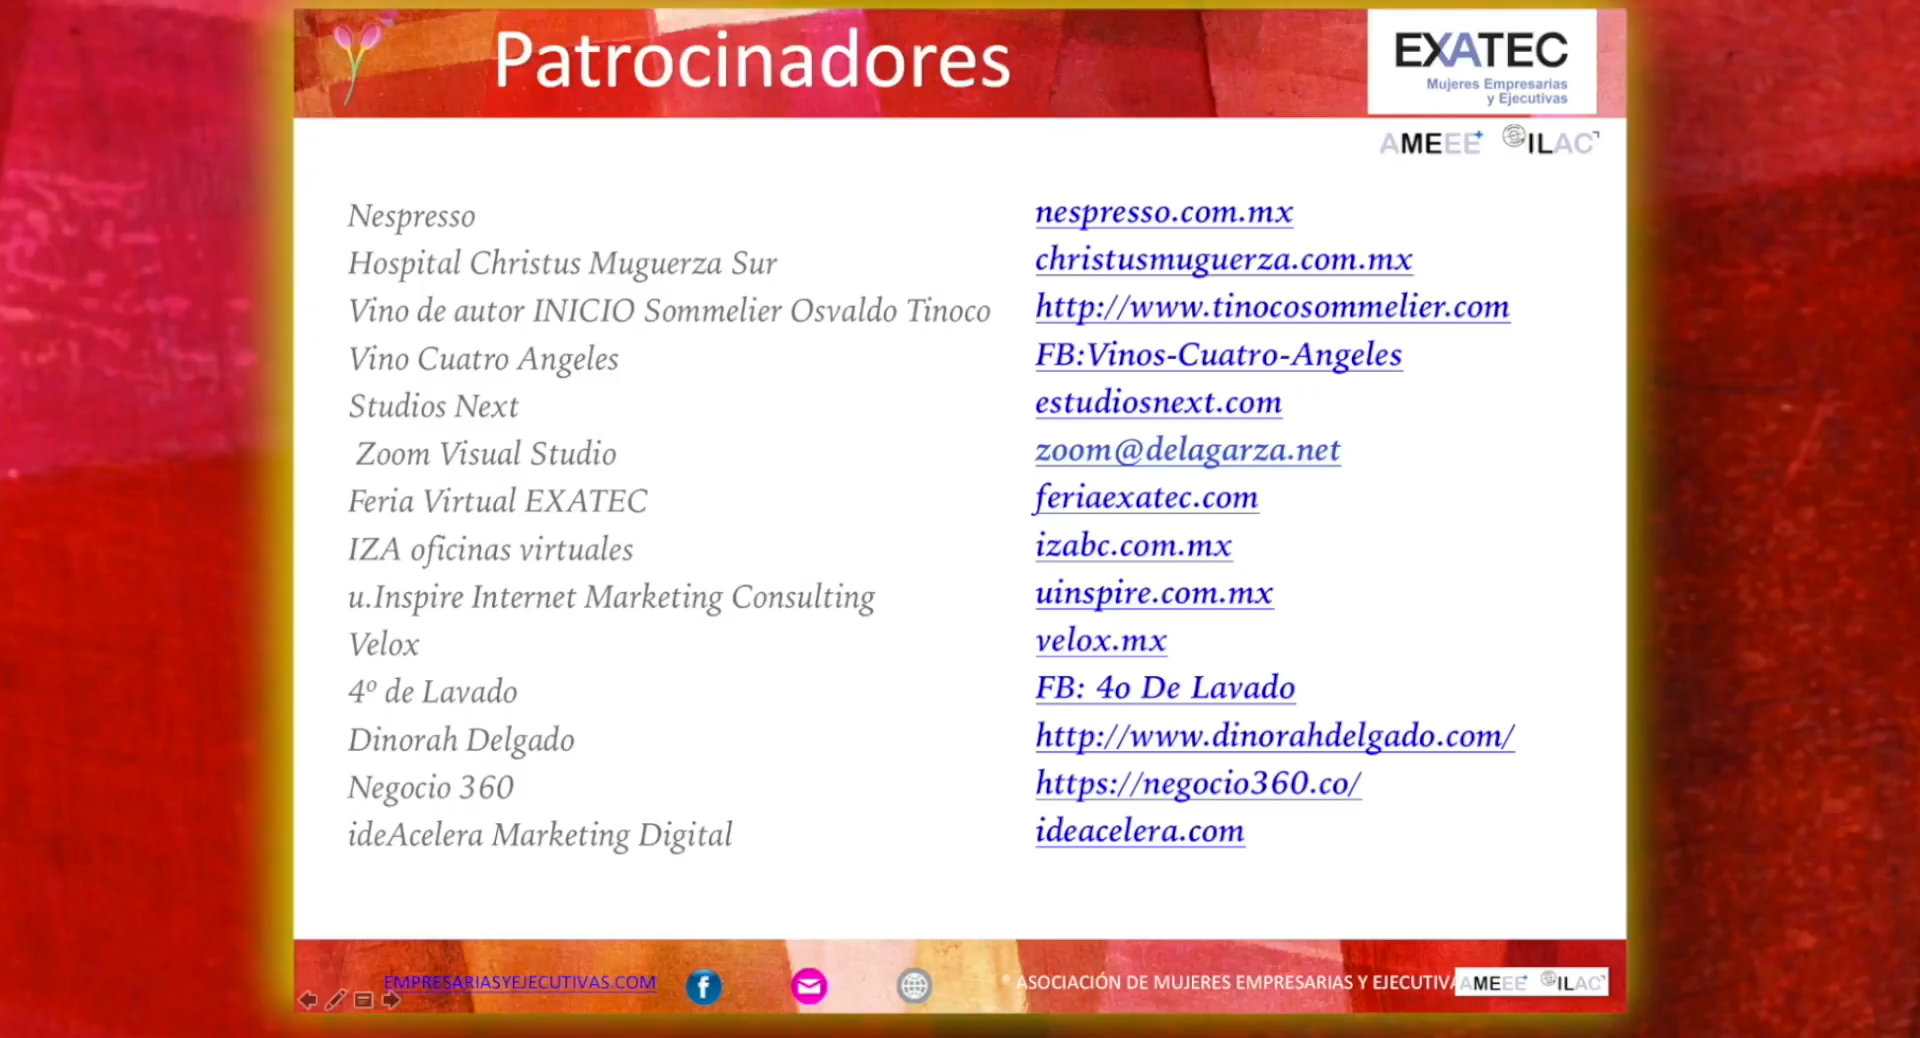 Patrocinadores
EXATEC
Mujeres Empresarias
y Ejecutivas
AMEEE ILAC
Nespresso nespresso.com.mx
Hospital Christus Muguerza Sur christusmuguerza.com.mx
Vino de autor INICIO Sommelier Osvaldo Tinoco http://www.tinocosommelier.com
Vino Cuatro Angeles FB:Vinos-Cuatro-Angeles
Studios Next estudiosnext.com
Zoom Visual Studio zoom@delagarza.net
Feria Virtual EXATEC feriaexatec.com
IZA oficinas virtuales izabc.com.mx
u.Inspire Internet Marketing Consulting uinspire.com.mx
Velox velox.mx
4º de Lavado FB: 4o De Lavado
Dinorah Delgado http://www.dinorahdelgado.com/
Negocio 360 https://negocio360.co/
ideAcelera Marketing Digital ideacelera.com
EMPRESARIASYEJECUTIVAS.COM f ASOCIACIÓN DE MUJERES EMPRESARIAS Y EJECUTIVA AMEEE ILAC